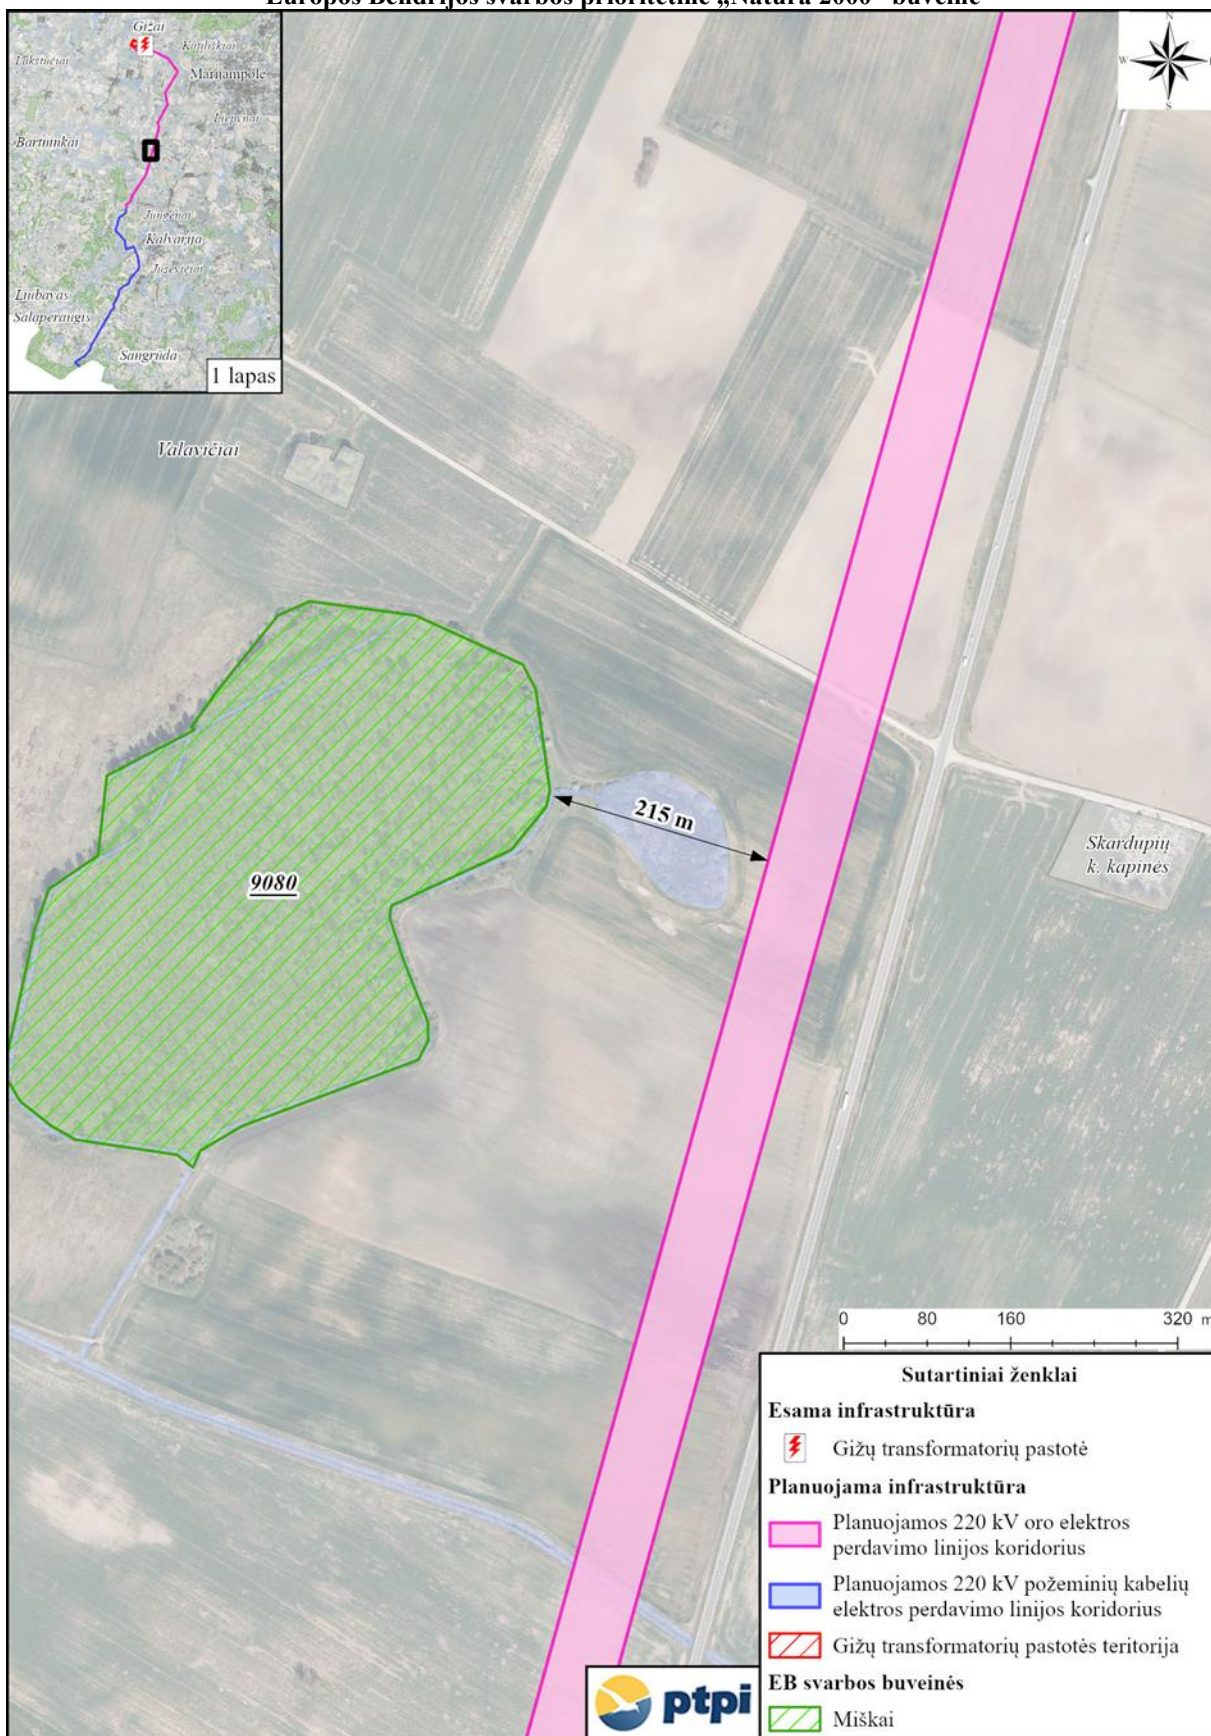 Europos Bendrijos svarbos prioritetinė „Natura 2000“ buveinė
Gižai
Lakštučiai
Marijampolė
Liepynai
Bartninkai
Kalvarija
Jusevičiai
Liubavas
Salaperaugis
Sangrūda
1 lapas
N
W
S
Valavičiai
215 m
9080
Skardupių
k. kapinės
0 80 160 320 m
Sutartiniai ženklai
Esama infrastruktūra
Gižų transformatorių pastotė
Planuojama infrastruktūra
Planuojamos 220 kV oro elektros
perdavimo linijos koridorius
Planuojamos 220 kV požeminių kabelių
elektros perdavimo linijos koridorius
Gižų transformatorių pastotės teritorija
EB svarbos buveinės
Miškai
ptpi